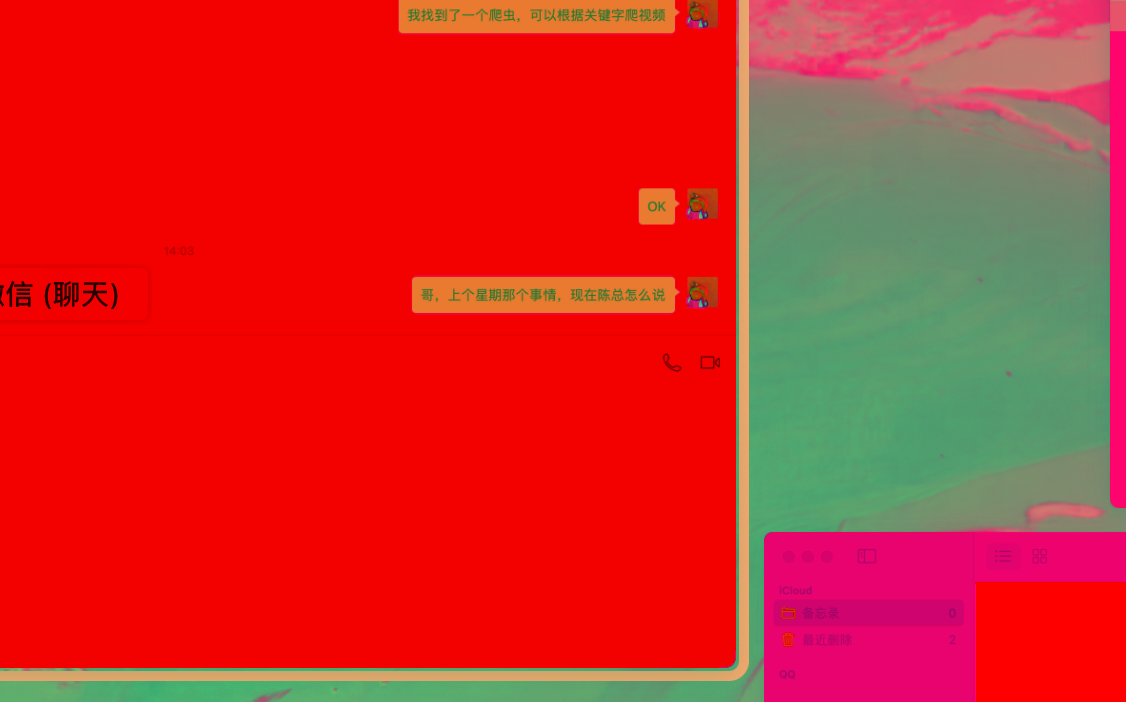 我找到了一个爬虫，可以根据关键字爬视频
OK
14:03
信 (聊天)
哥，上个星期那个事情，现在陈总怎么说
iCloud
备忘录 0
最近删除 2
QQ